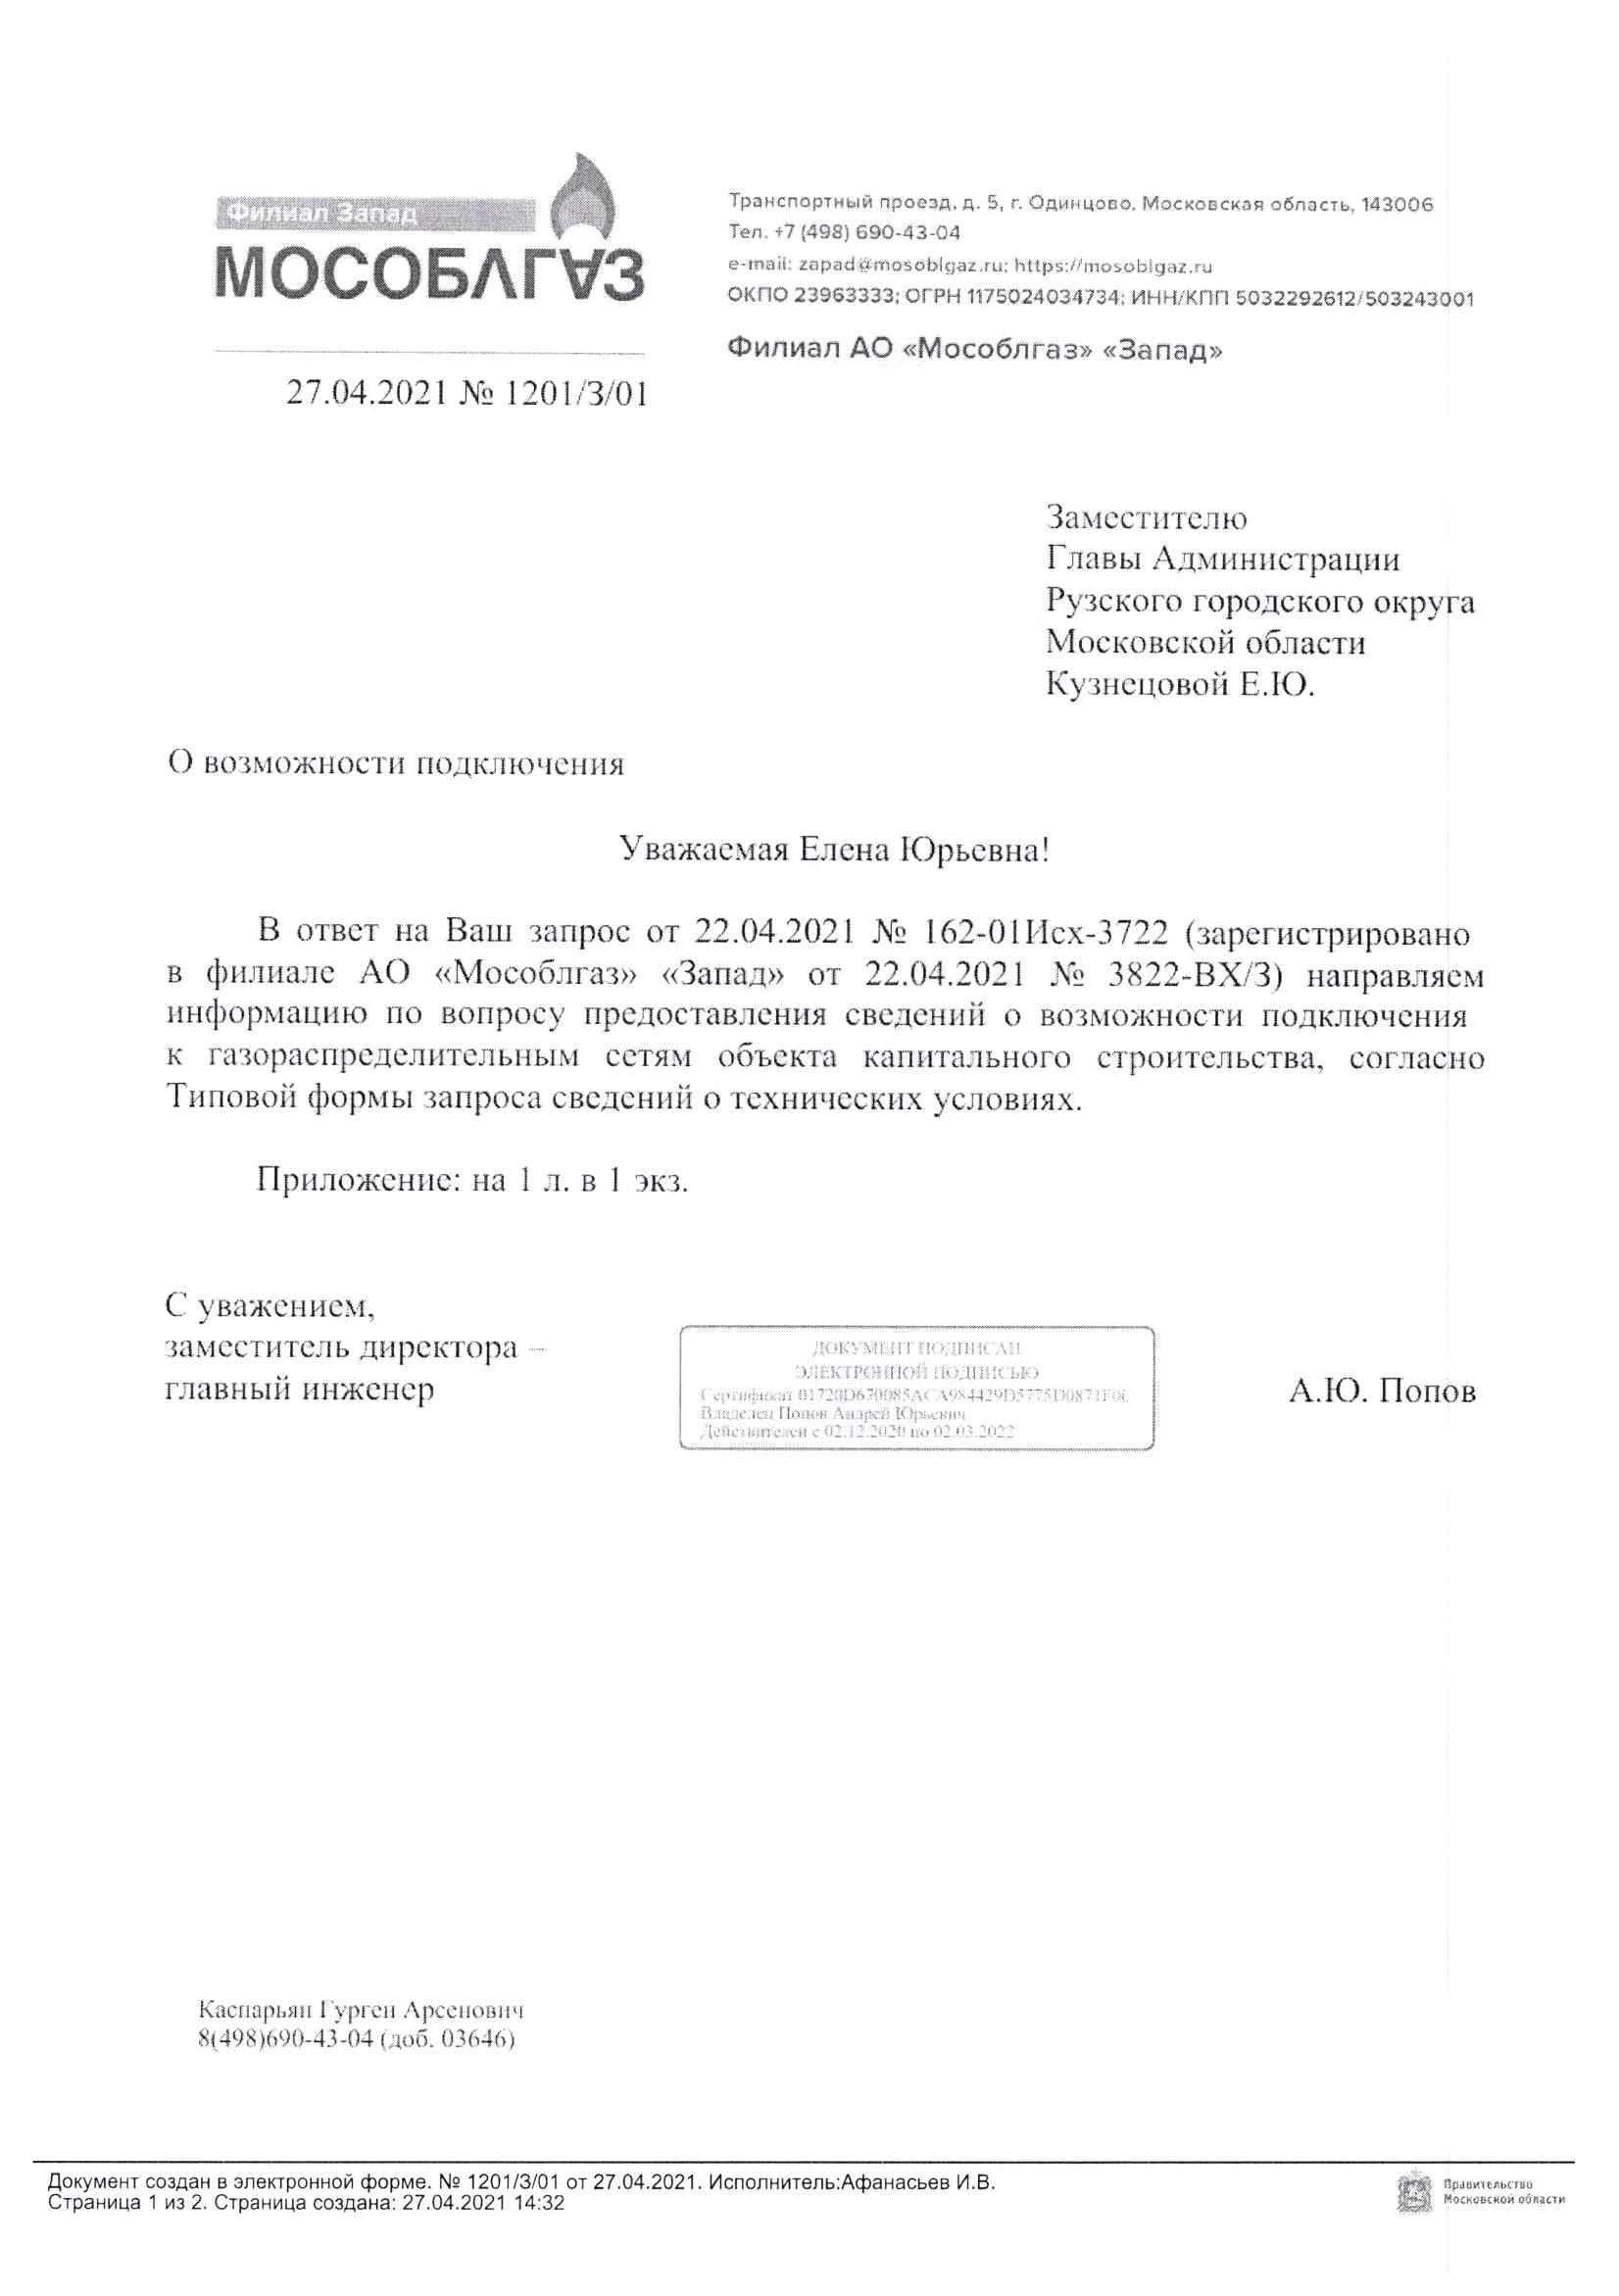 Филиал Запад
МОСОБЛГАЗ
Транспортный проезд, д. 5, г. Одинцово, Московская область, 143006
Тел. +7 (498) 690-43-04
e-mail: zapad@mosoblgaz.ru; https://mosoblgaz.ru
ОКПО 23963333; ОГРН 1175024034734; ИНН/КПП 5032292612/503243001
Филиал АО «Мособлгаз» «Запад»
27.04.2021 № 1201/З/01
Заместителю
Главы Администрации
Рузского городского округа
Московской области
Кузнецовой Е.Ю.
О возможности подключения
Уважаемая Елена Юрьевна!
В ответ на Ваш запрос от 22.04.2021 № 162-01Исх-3722 (зарегистрировано
в филиале АО «Мособлгаз» «Запад» от 22.04.2021 № 3822-ВХ/З) направляем
информацию по вопросу предоставления сведений о возможности подключения
к газораспределительным сетям объекта капитального строительства, согласно
Типовой формы запроса сведений о технических условиях.
Приложение: на 1 л. в 1 экз.
С уважением,
заместитель директора –
главный инженер
ДОКУМЕНТ ПОДПИСАН
ЭЛЕКТРОННОЙ ПОДПИСЬЮ
Сертификат
Владелец Попов Андрей Юрьевич
Действителен с 02.12.2020 по 02.03.2022
А.Ю. Попов
Каспарьян Гурген Арсенович
8(498)690-43-04 (доб. 03646)
Документ создан в электронной форме. № 1201/З/01 от 27.04.2021. Исполнитель:Афанасьев И.В.
Страница 1 из 2. Страница создана: 27.04.2021 14:32
Правительство
Московской области